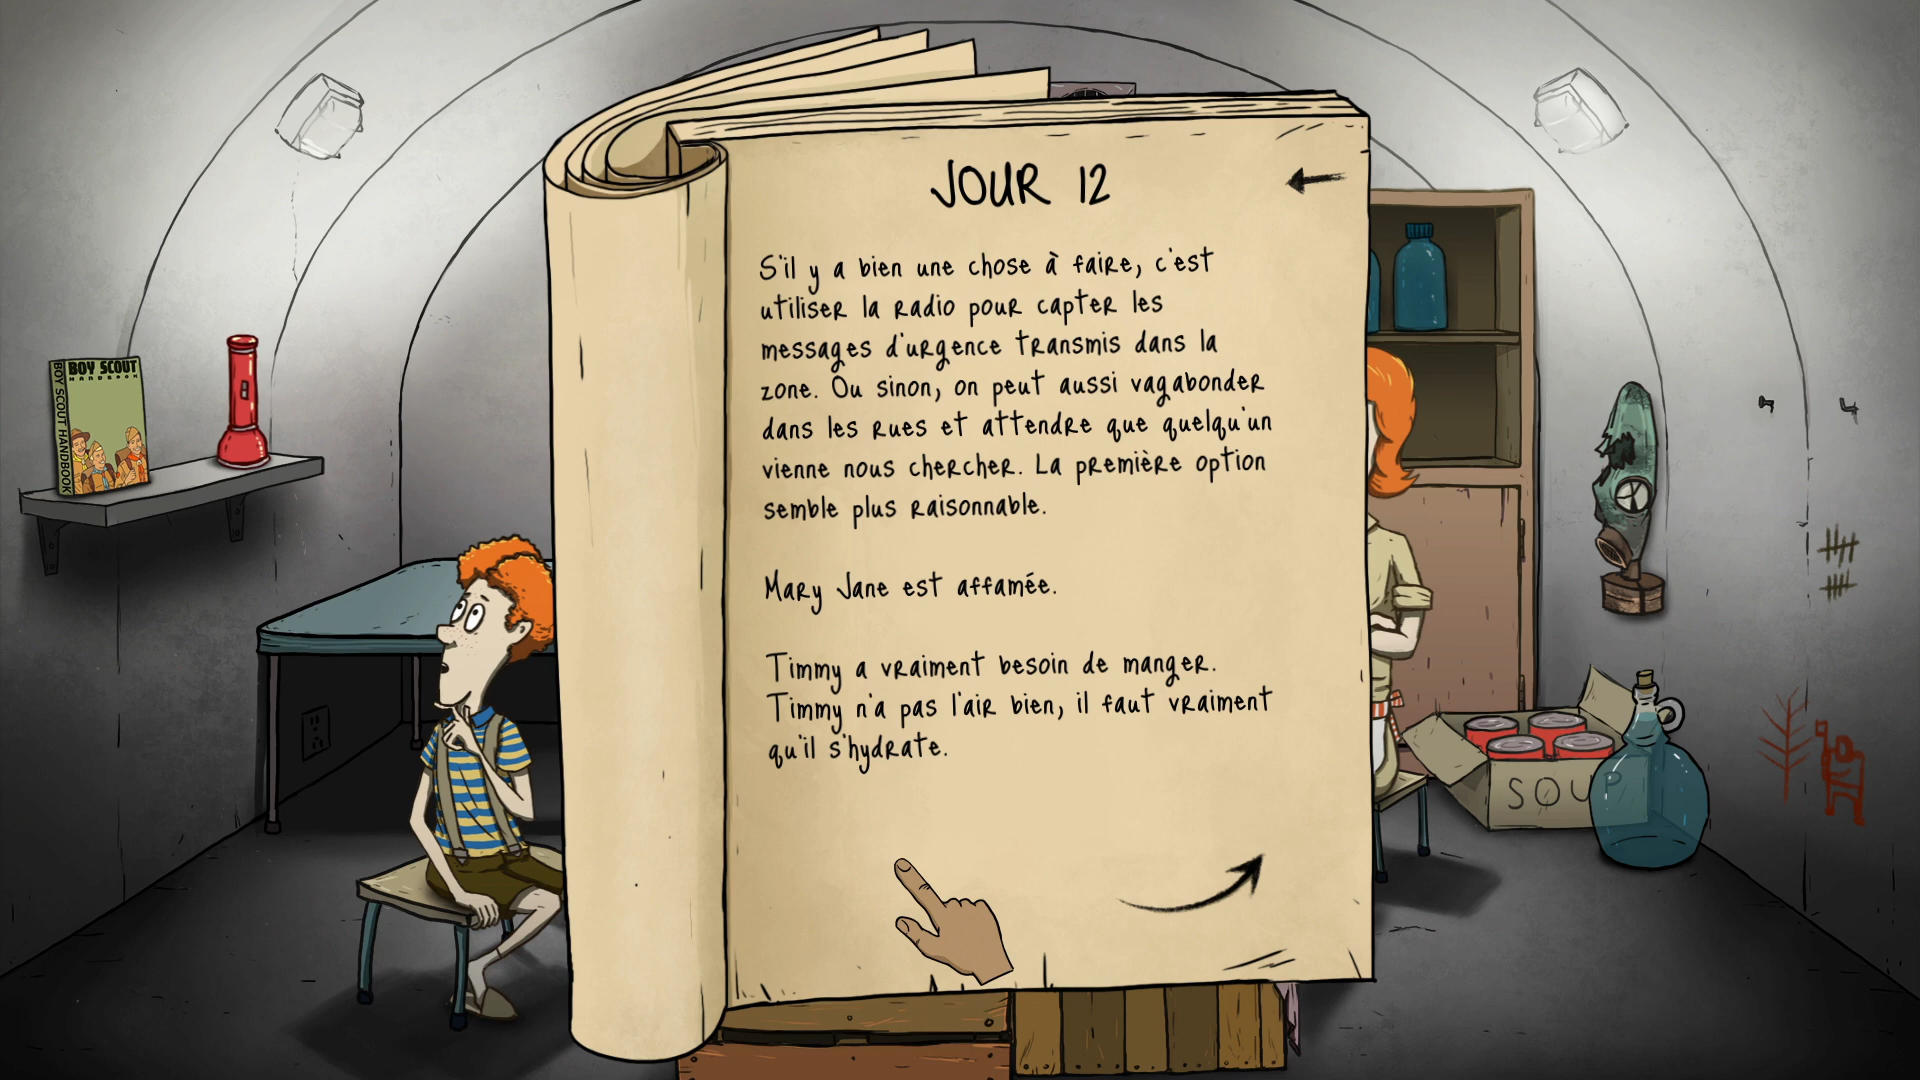 JOUR 12
S'il y a bien une chose à faire, c'est
utiliser la radio pour capter les
messages d'urgence transmis dans la
zone. Ou sinon, on peut aussi vagabonder
dans les rues et attendre que quelqu'un
vienne nous chercher. La première option
semble plus raisonnable.
Mary Jane est affamée.
Timmy a vraiment besoin de manger.
Timmy n'a pas l'air bien, il faut vraiment
qu'il s'hydrate.
BOY SCOUT
HANDBOOK
BOY SCOUT HANDBOOK
SOUP